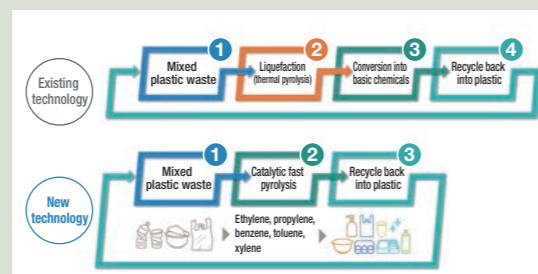 Existing
technology
1
Mixed
plastic waste
2
Liquefaction
(thermal pyrolysis)
3
Conversion into
basic chemicals
4
Recycle back
into plastic
New
technology
1
Mixed
plastic waste
2
Catalytic fast
pyrolysis
3
Recycle back
into plastic
Ethylene, propylene,
benzene, toluene,
xylene